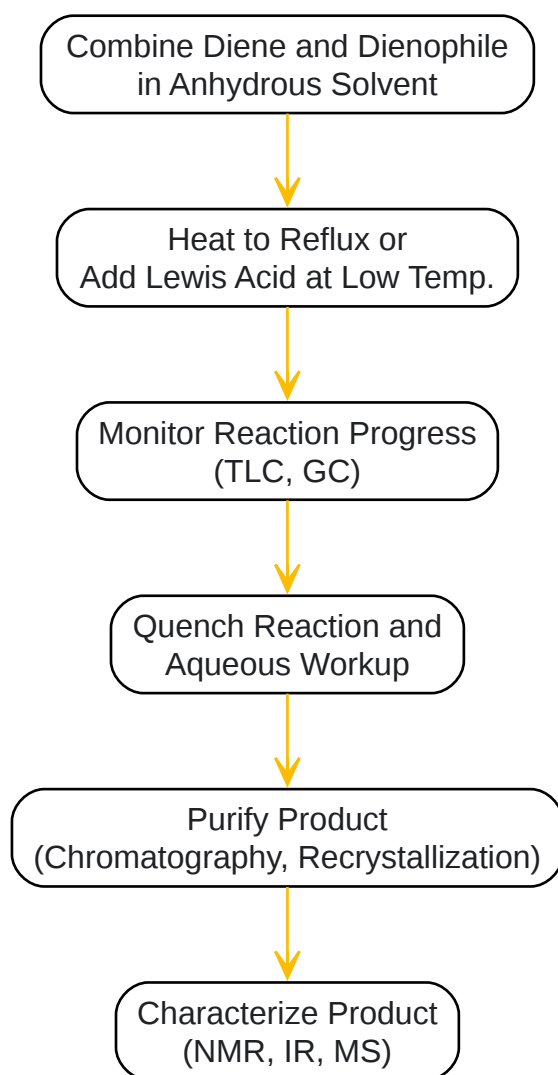 Combine Diene and Dienophile
in Anhydrous Solvent
Heat to Reflux or
Add Lewis Acid at Low Temp.
Monitor Reaction Progress
(TLC, GC)
Quench Reaction and
Aqueous Workup
Purify Product
(Chromatography, Recrystallization)
Characterize Product
(NMR, IR, MS)